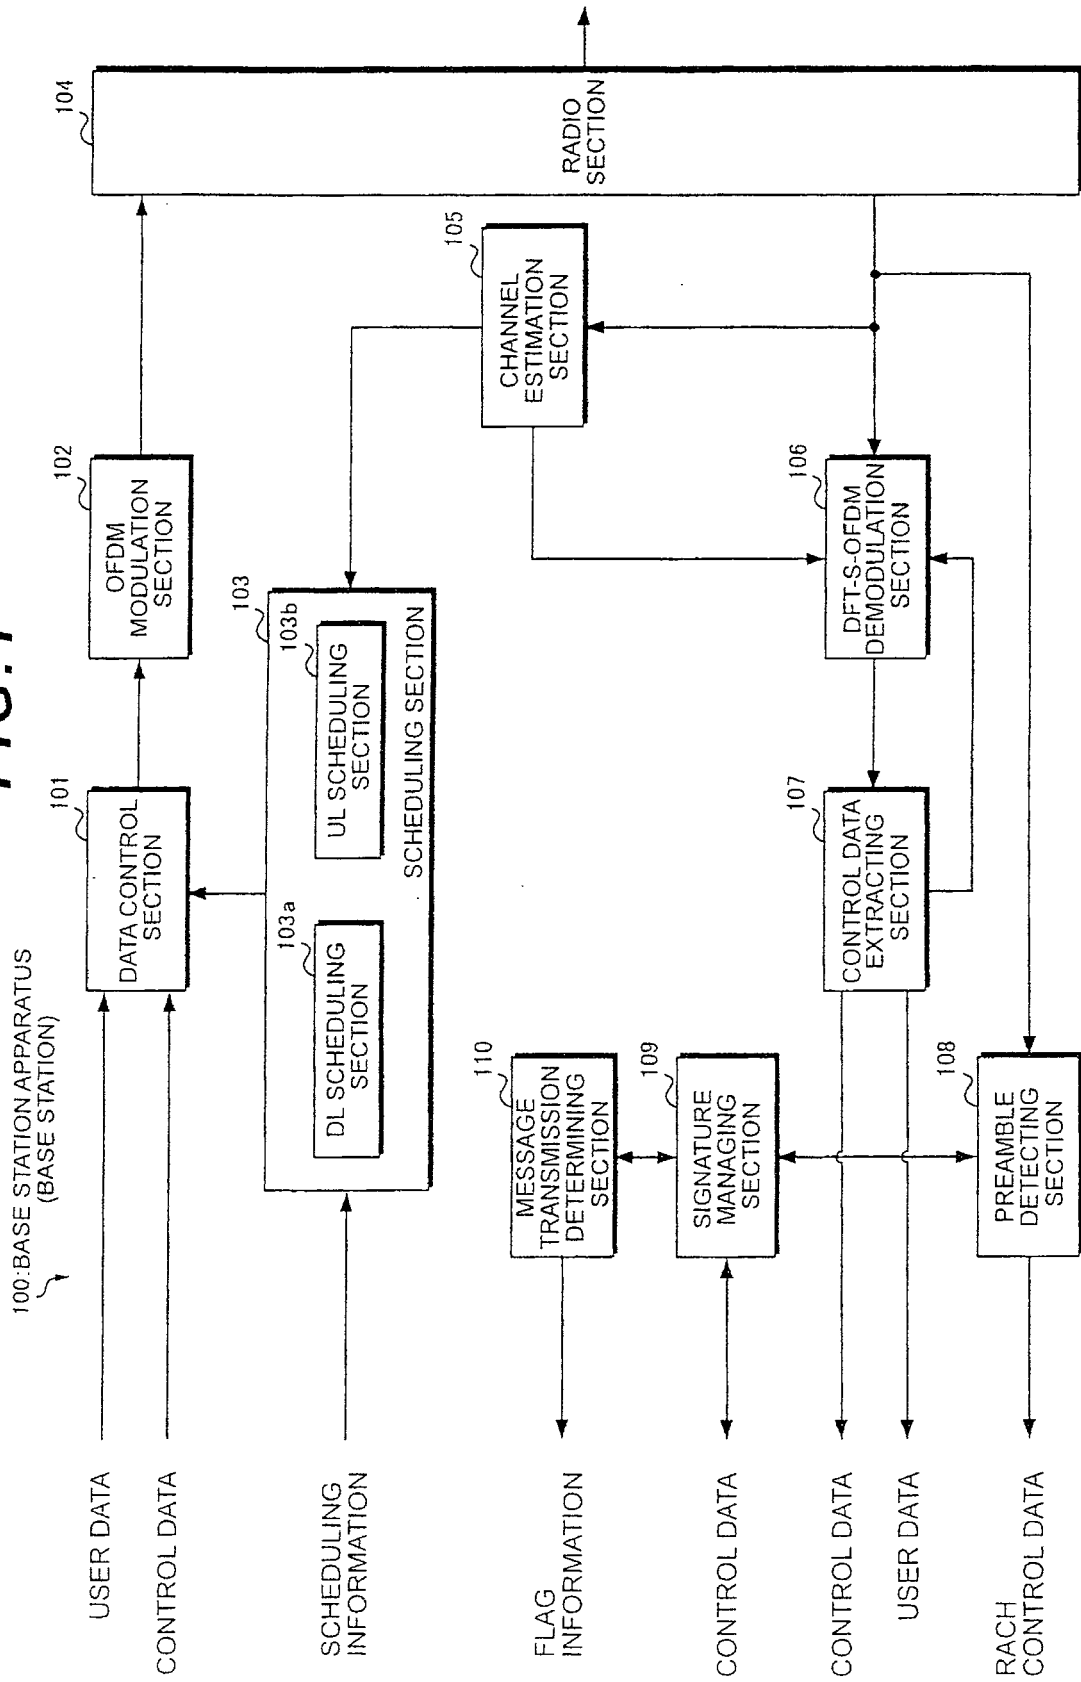 FIG. 1
100:BASE STATION APPARATUS
(BASE STATION)
USER DATA
CONTROL DATA
101
DATA CONTROL
SECTION
102
OFDM
MODULATION
SECTION
104
RADIO
SECTION
SCHEDULING
INFORMATION
103
103a
DL SCHEDULING
SECTION
103b
UL SCHEDULING
SECTION
SCHEDULING SECTION
105
CHANNEL
ESTIMATION
SECTION
FLAG
INFORMATION
110
MESSAGE
TRANSMISSION
DETERMINING
SECTION
CONTROL DATA
109
SIGNATURE
MANAGING
SECTION
CONTROL DATA
USER DATA
107
CONTROL DATA
EXTRACTING
SECTION
106
DFT-S-OFDM
DEMODULATION
SECTION
RACH
CONTROL DATA
108
PREAMBLE
DETECTING
SECTION